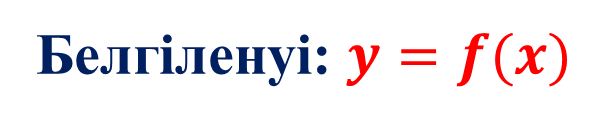 Белгіленуі: y = f(x)